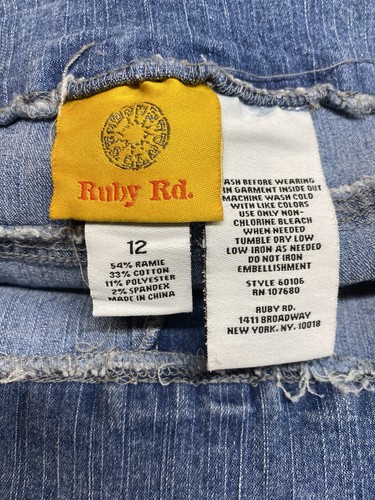 Ruby Rd.
12
54% RAMIE
33% COTTON
11% POLYESTER
2% SPANDEX
MADE IN CHINA
ASH BEFORE WEARING
IN GARMENT INSIDE OUT
MACHINE WASH COLD
WITH LIKE COLORS
USE ONLY NON-
CHLORINE BLEACH
WHEN NEEDED
TUMBLE DRY LOW
LOW IRON AS NEEDED
DO NOT IRON
EMBELLISHMENT
STYLE 60106
RN 107680
RUBY RD.
1411 BROADWAY
NEW YORK. NY. 10018